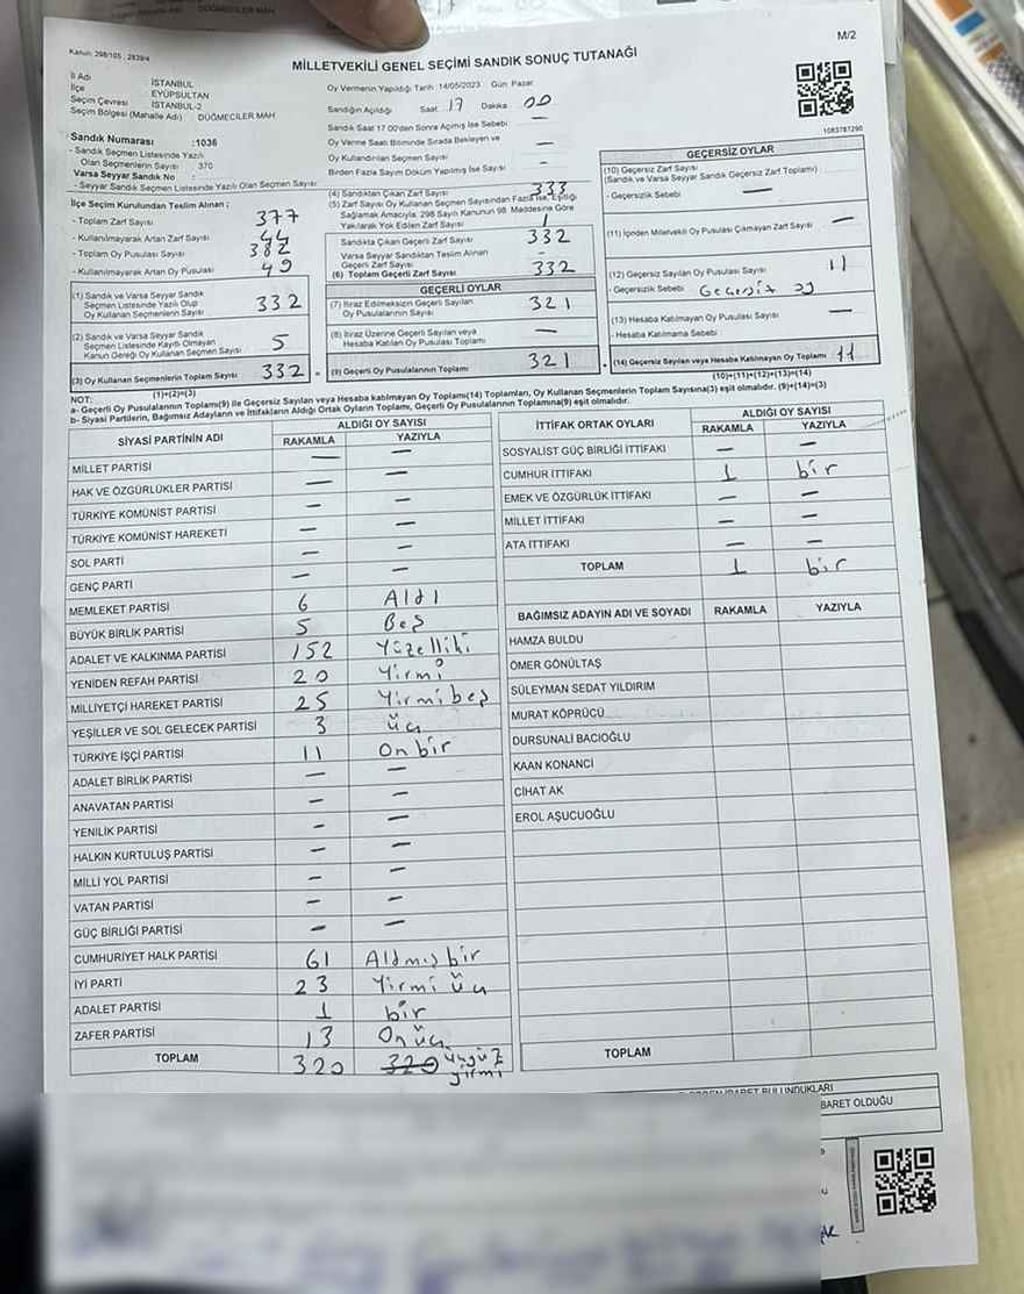 DÜĞMECİLER MAH
Kanun: 298/105 ; 2839/4
M/2
MİLLETVEKİLİ GENEL SEÇİMİ SANDIK SONUÇ TUTANAĞI
İl Adı İSTANBUL
İlçe EYÜPSULTAN
Seçim Çevresi İSTANBUL-2
Seçim Bölgesi (Mahalle Adı) DÜĞMECİLER MAH
Oy Vermenin Yapıldığı Tarih: 14/05/2023 Gün Pazar
Sandığın Açıldığı Saat 17 Dakika 00
Sandık Saat 17 00'den Sonra Açılmış İse Sebebi —
Oy Verme Saati Bitiminde Sırada Bekleyen ve
Oy Kullandırılan Seçmen Sayısı —
Birden Fazla Sayım Döküm Yapılmış İse Sayısı —
1083787290
Sandık Numarası :1036
- Sandık Seçmen Listesinde Yazılı
Olan Seçmenlerin Sayısı 370
Varsa Seyyar Sandık No :
- Seyyar Sandık Seçmen Listesinde Yazılı Olan Seçmen Sayısı
İlçe Seçim Kurulundan Teslim Alınan ;
- Toplam Zarf Sayısı 377
- Kullanılmayarak Artan Zarf Sayısı 44
- Toplam Oy Pusulası Sayısı 382
- Kullanılmayarak Artan Oy Pusulası 49
(1) Sandık ve Varsa Seyyar Sandık
Seçmen Listesinde Yazılı Olup
Oy Kullanan Seçmenlerin Sayısı 332
(2) Sandık ve Varsa Seyyar Sandık
Seçmen Listesinde Kaydı Olmayan
Kanun Gereği Oy Kullanan Seçmen Sayısı 5
(3) Oy Kullanan Seçmenlerin Toplam Sayısı 332
(1)+(2)=(3)
(4) Sandıktan Çıkan Zarf Sayısı 333
(5) Zarf Sayısı Oy Kullanan Seçmen Sayısından Fazla İse, Eşitliği
Sağlamak Amacıyla, 298 Sayılı Kanunun 98. Maddesine Göre
Yakılarak Yok Edilen Zarf Sayısı 1
Sandıkta Çıkan Geçerli Zarf Sayısı 332
Varsa Seyyar Sandıktan Teslim Alınan
Geçerli Zarf Sayısı -
(6) Toplam Geçerli Zarf Sayısı 332
GEÇERLİ OYLAR
(7) İtiraz Edilmeksizin Geçerli Sayılan
Oy Pusulalarının Sayısı 321
(8) İtiraz Üzerine Geçerli Sayılan veya
Hesaba Katılan Oy Pusulası Toplamı —
(9) Geçerli Oy Pusulalarının Toplamı 321
GEÇERSİZ OYLAR
(10) Geçersiz Zarf Sayısı
(Sandık ve Varsa Seyyar Sandık Geçersiz Zarf Toplamı)
- Geçersizlik Sebebi —
(11) İçinden Milletvekili Oy Pusulası Çıkmayan Zarf Sayısı —
(12) Geçersiz Sayılan Oy Pusulası Sayısı 11
- Geçersizlik Sebebi Geçersiz oy
(13) Hesaba Katılmayan Oy Pusulası Sayısı —
- Hesaba Katılmama Sebebi
(14) Geçersiz Sayılan veya Hesaba Katılmayan Oy Toplamı 11
(10)+(11)+(12)+(13)=(14)
NOT:
a- Geçerli Oy Pusulalarının Toplamı(9) ile Geçersiz Sayılan veya Hesaba katılmayan Oy Toplamı(14) Toplamları, Oy Kullanan Seçmenlerin Toplam Sayısına(3) eşit olmalıdır. (9)+(14)=(3)
b- Siyasi Partilerin, Bağımsız Adayların ve İttifakların Aldığı Ortak Oyların Toplamı, Geçerli Oy Pusulalarının Toplamına(9) eşit olmalıdır.
SİYASİ PARTİNİN ADI ALDIĞI OY SAYISI
RAKAMLA YAZIYLA
MİLLET PARTİSİ — —
HAK VE ÖZGÜRLÜKLER PARTİSİ — —
TÜRKİYE KOMÜNİST PARTİSİ — —
TÜRKİYE KOMÜNİST HAREKETİ — —
SOL PARTİ — —
GENÇ PARTİ — —
MEMLEKET PARTİSİ 6 Altı
BÜYÜK BİRLİK PARTİSİ 5 Beş
ADALET VE KALKINMA PARTİSİ 152 Yüzelliiki
YENİDEN REFAH PARTİSİ 20 Yirmi
MİLLİYETÇİ HAREKET PARTİSİ 25 Yirmi beş
YEŞİLLER VE SOL GELECEK PARTİSİ 3 üç
TÜRKİYE İŞÇİ PARTİSİ 11 On bir
ADALET BİRLİK PARTİSİ — —
ANAVATAN PARTİSİ — —
YENİLİK PARTİSİ — —
HALKIN KURTULUŞ PARTİSİ — —
MİLLİ YOL PARTİSİ — —
VATAN PARTİSİ — —
GÜÇ BİRLİĞİ PARTİSİ — —
CUMHURİYET HALK PARTİSİ 61 Altmış bir
İYİ PARTİ 23 Yirmi üç
ADALET PARTİSİ 1 bir
ZAFER PARTİSİ 13 On üç
TOPLAM 320 320 üçyüz
yirmi
İTTİFAK ORTAK OYLARI ALDIĞI OY SAYISI
RAKAMLA YAZIYLA
SOSYALİST GÜÇ BİRLİĞİ İTTİFAKI — —
CUMHUR İTTİFAKI 1 bir
EMEK VE ÖZGÜRLÜK İTTİFAKI — —
MİLLET İTTİFAKI — —
ATA İTTİFAKI — —
TOPLAM 1 bir
BAĞIMSIZ ADAYIN ADI VE SOYADI RAKAMLA YAZIYLA
HAMZA BULDU
ÖMER GÖNÜLTAŞ
SÜLEYMAN SEDAT YILDIRIM
MURAT KÖPRÜCÜ
DURSUNALİ BACIOĞLU
KAAN KONANCİ
CİHAT AK
EROL AŞUCUOĞLU
TOPLAM
BULUNDUKLARI
BARET OLDUĞU